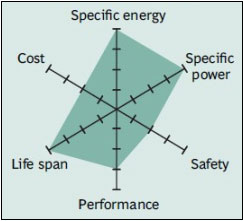 Specific energy
Cost
Specific
power
Life span
Safety
Performance